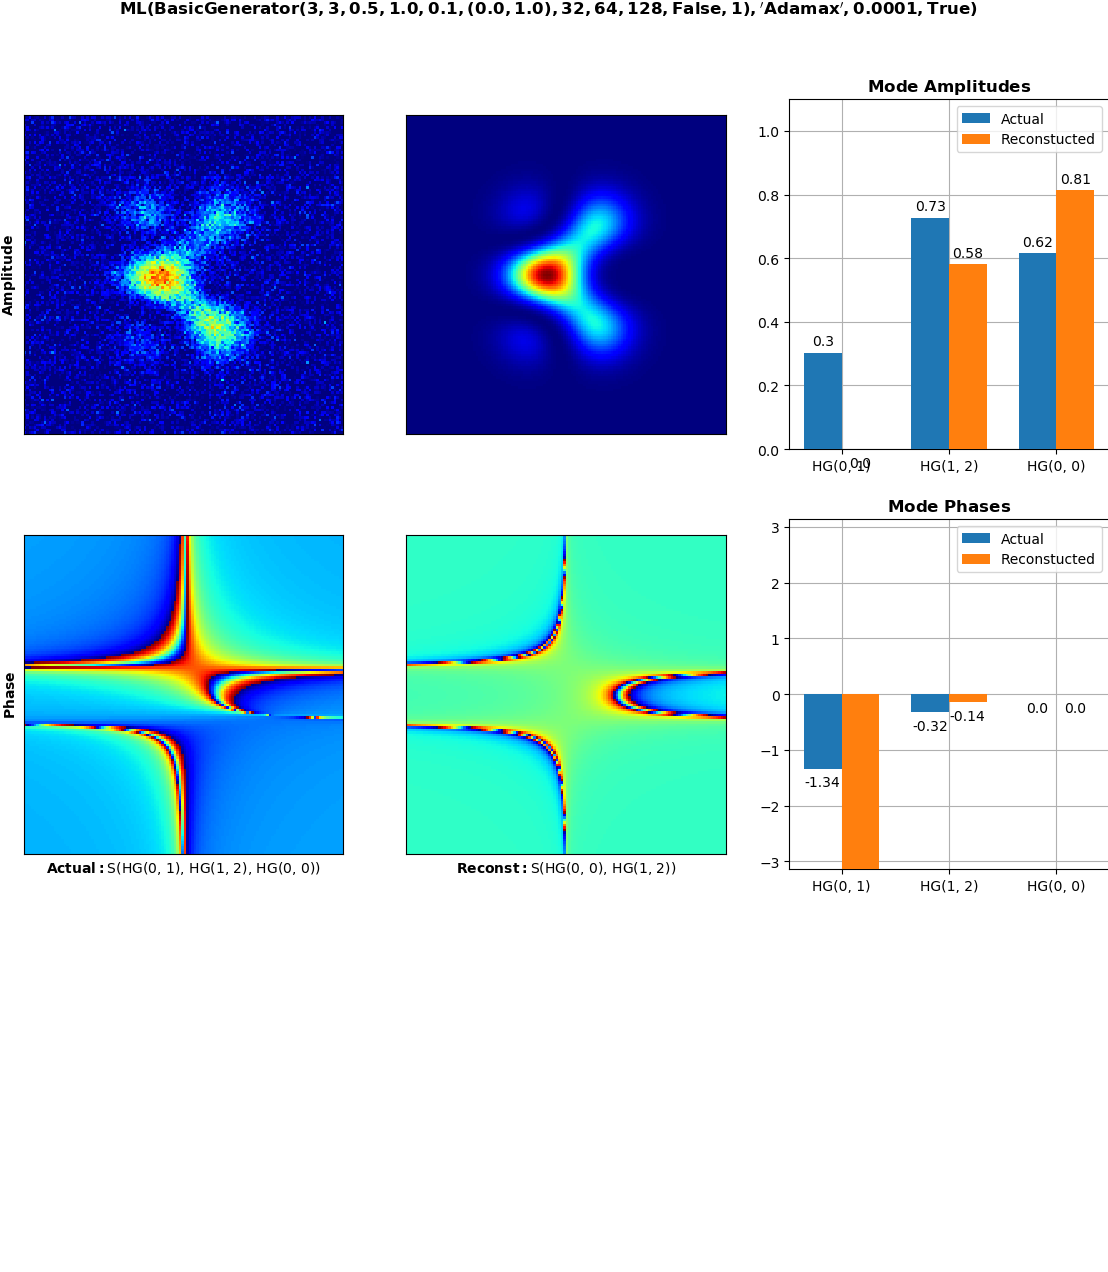 ML(BasicGenerator(3, 3, 0.5, 1.0, 0.1, (0.0, 1.0), 32, 64, 128, False, 1), 'Adamax', 0.0001, True)
Amplitude
Mode Amplitudes
Actual
Reconstucted
1.0
0.8
0.6
0.4
0.2
0.0
0.3
0.0
0.73
0.58
0.62
0.81
HG(0, 1)
HG(1, 2)
HG(0, 0)
Phase
Actual: S(HG(0, 1), HG(1, 2), HG(0, 0))
Reconst: S(HG(0, 0), HG(1, 2))
Mode Phases
Actual
Reconstucted
3
2
1
0
−1
−2
−3
-1.34
-0.32
-0.14
0.0
0.0
HG(0, 1)
HG(1, 2)
HG(0, 0)